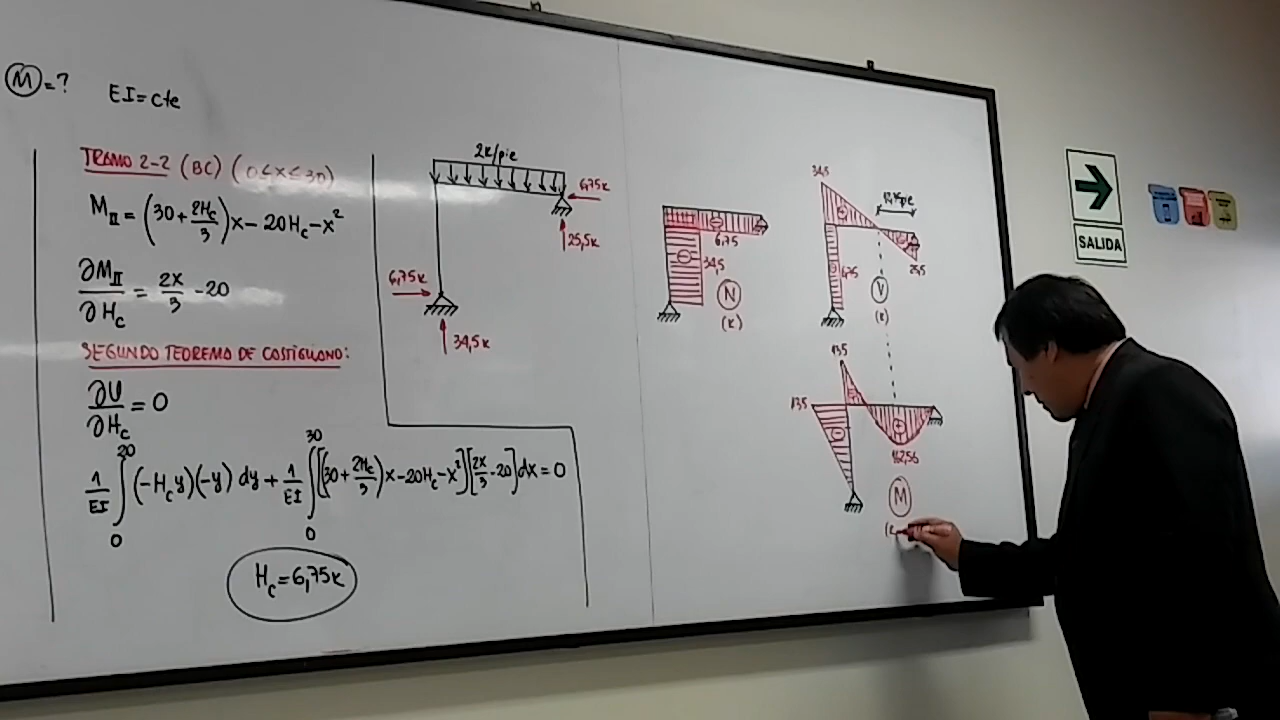 M = ?
EI = cte
TRAMO 2-2 (BC) (0≤x≤30)
M_II = (30 + 2H_c/3)x - 20H_c - x²
∂M_II/∂H_c = 2x/3 - 20
SEGUNDO TEOREMA DE CASTIGLIANO:
∂U/∂H_c = 0
1/EI ∫₀²⁰ (-H_c y)(-y) dy + 1/EI ∫₀³⁰ [(30 + 2H_c/3)x - 20H_c - x²][2x/3 - 20]dx = 0
H_c = 6,75k
2k/pie
6,75k
25,5k
6,75k
34,5k
6,75
34,5
N
(k)
34,5
6,75
25,5
V
(k)
135
135
162,56
M
SALIDA